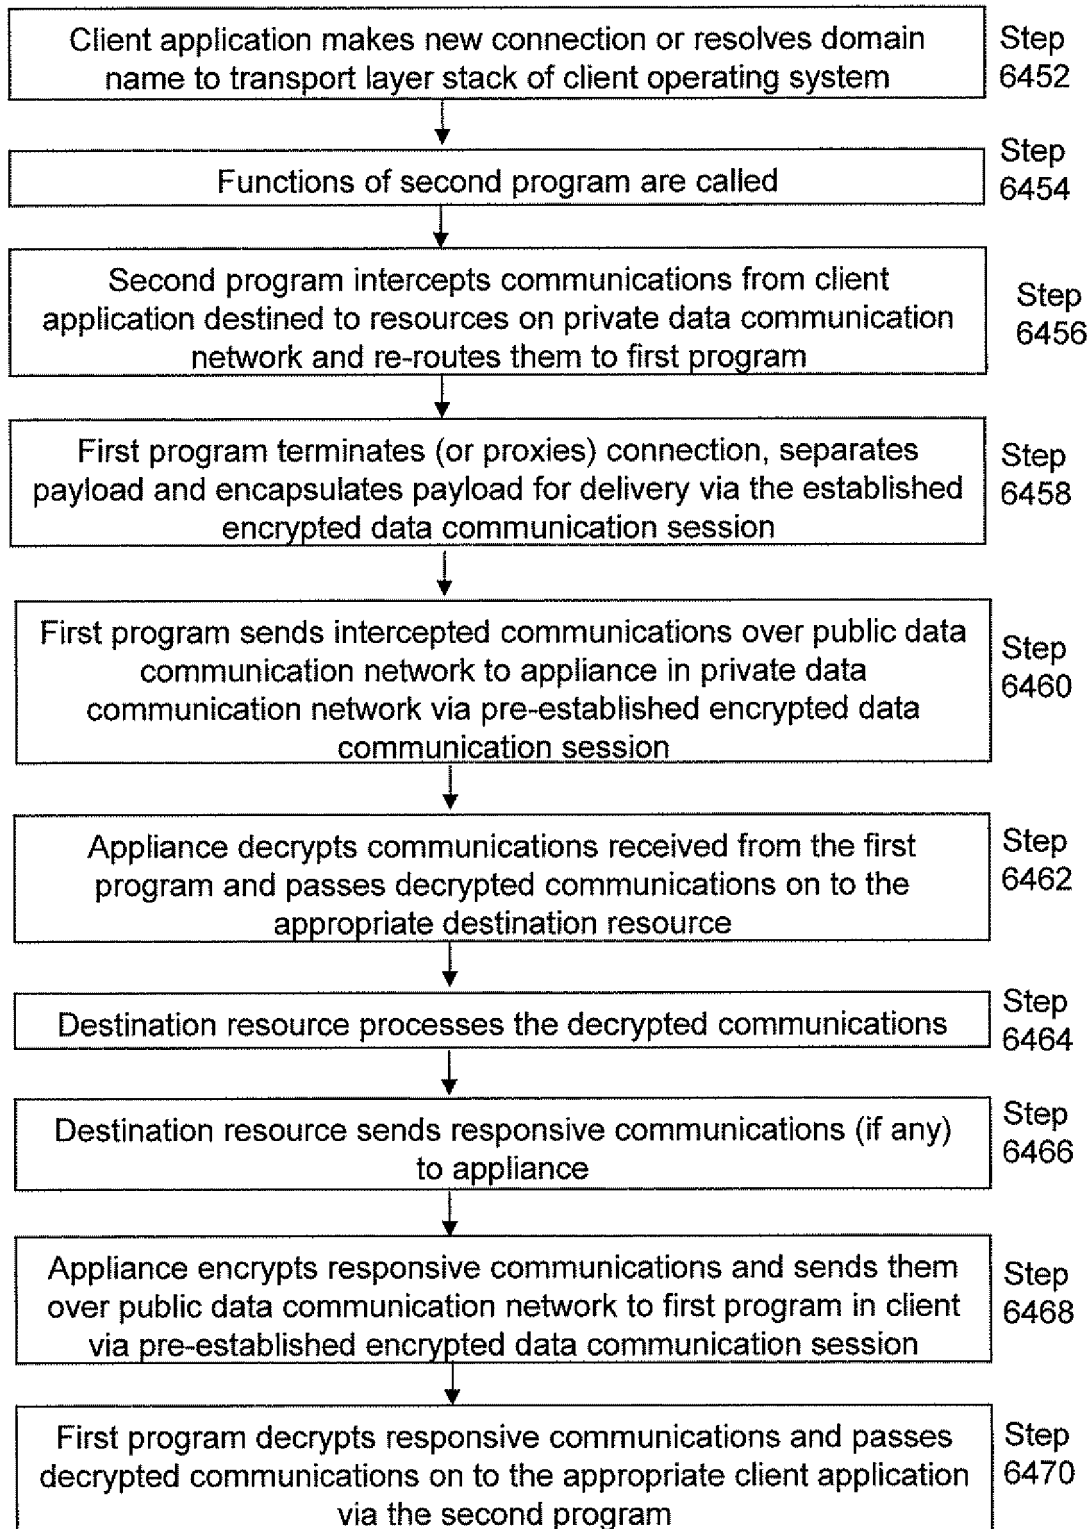 Client application makes new connection or resolves domain
name to transport layer stack of client operating system
Step
6452
Functions of second program are called
Step
6454
Second program intercepts communications from client
application destined to resources on private data communication
network and re-routes them to first program
Step
6456
First program terminates (or proxies) connection, separates
payload and encapsulates payload for delivery via the established
encrypted data communication session
Step
6458
First program sends intercepted communications over public data
communication network to appliance in private data
communication network via pre-established encrypted data
communication session
Step
6460
Appliance decrypts communications received from the first
program and passes decrypted communications on to the
appropriate destination resource
Step
6462
Destination resource processes the decrypted communications
Step
6464
Destination resource sends responsive communications (if any)
to appliance
Step
6466
Appliance encrypts responsive communications and sends them
over public data communication network to first program in client
via pre-established encrypted data communication session
Step
6468
First program decrypts responsive communications and passes
decrypted communications on to the appropriate client application
via the second program
Step
6470